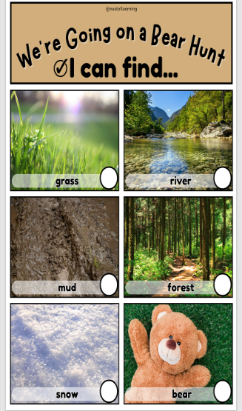 We're Going on a Bear Hunt
I can find...
grass
river
mud
forest
snow
bear